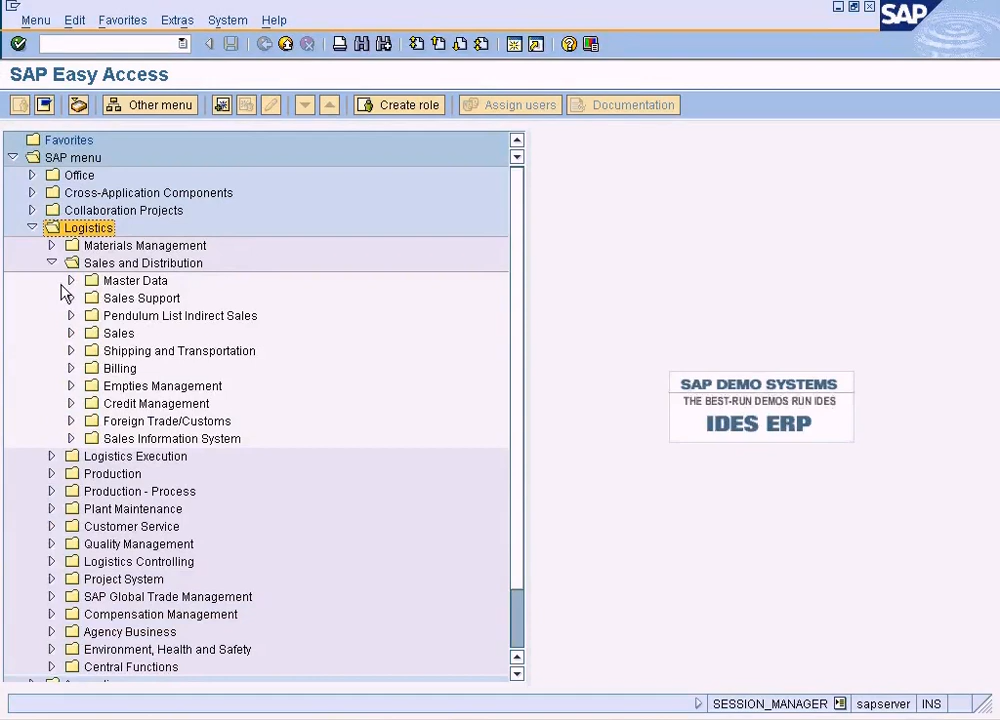 Menu Edit Favorites Extras System Help
SAP
SAP Easy Access
Other menu Create role Assign users Documentation
Favorites
SAP menu
Office
Cross-Application Components
Collaboration Projects
Logistics
Materials Management
Sales and Distribution
Master Data
Sales Support
Pendulum List Indirect Sales
Sales
Shipping and Transportation
Billing
Empties Management
Credit Management
Foreign Trade/Customs
Sales Information System
Logistics Execution
Production
Production - Process
Plant Maintenance
Customer Service
Quality Management
Logistics Controlling
Project System
SAP Global Trade Management
Compensation Management
Agency Business
Environment, Health and Safety
Central Functions
SAP DEMO SYSTEMS
THE BEST-RUN DEMOS RUN IDES
IDES ERP
SESSION_MANAGER sapserver INS